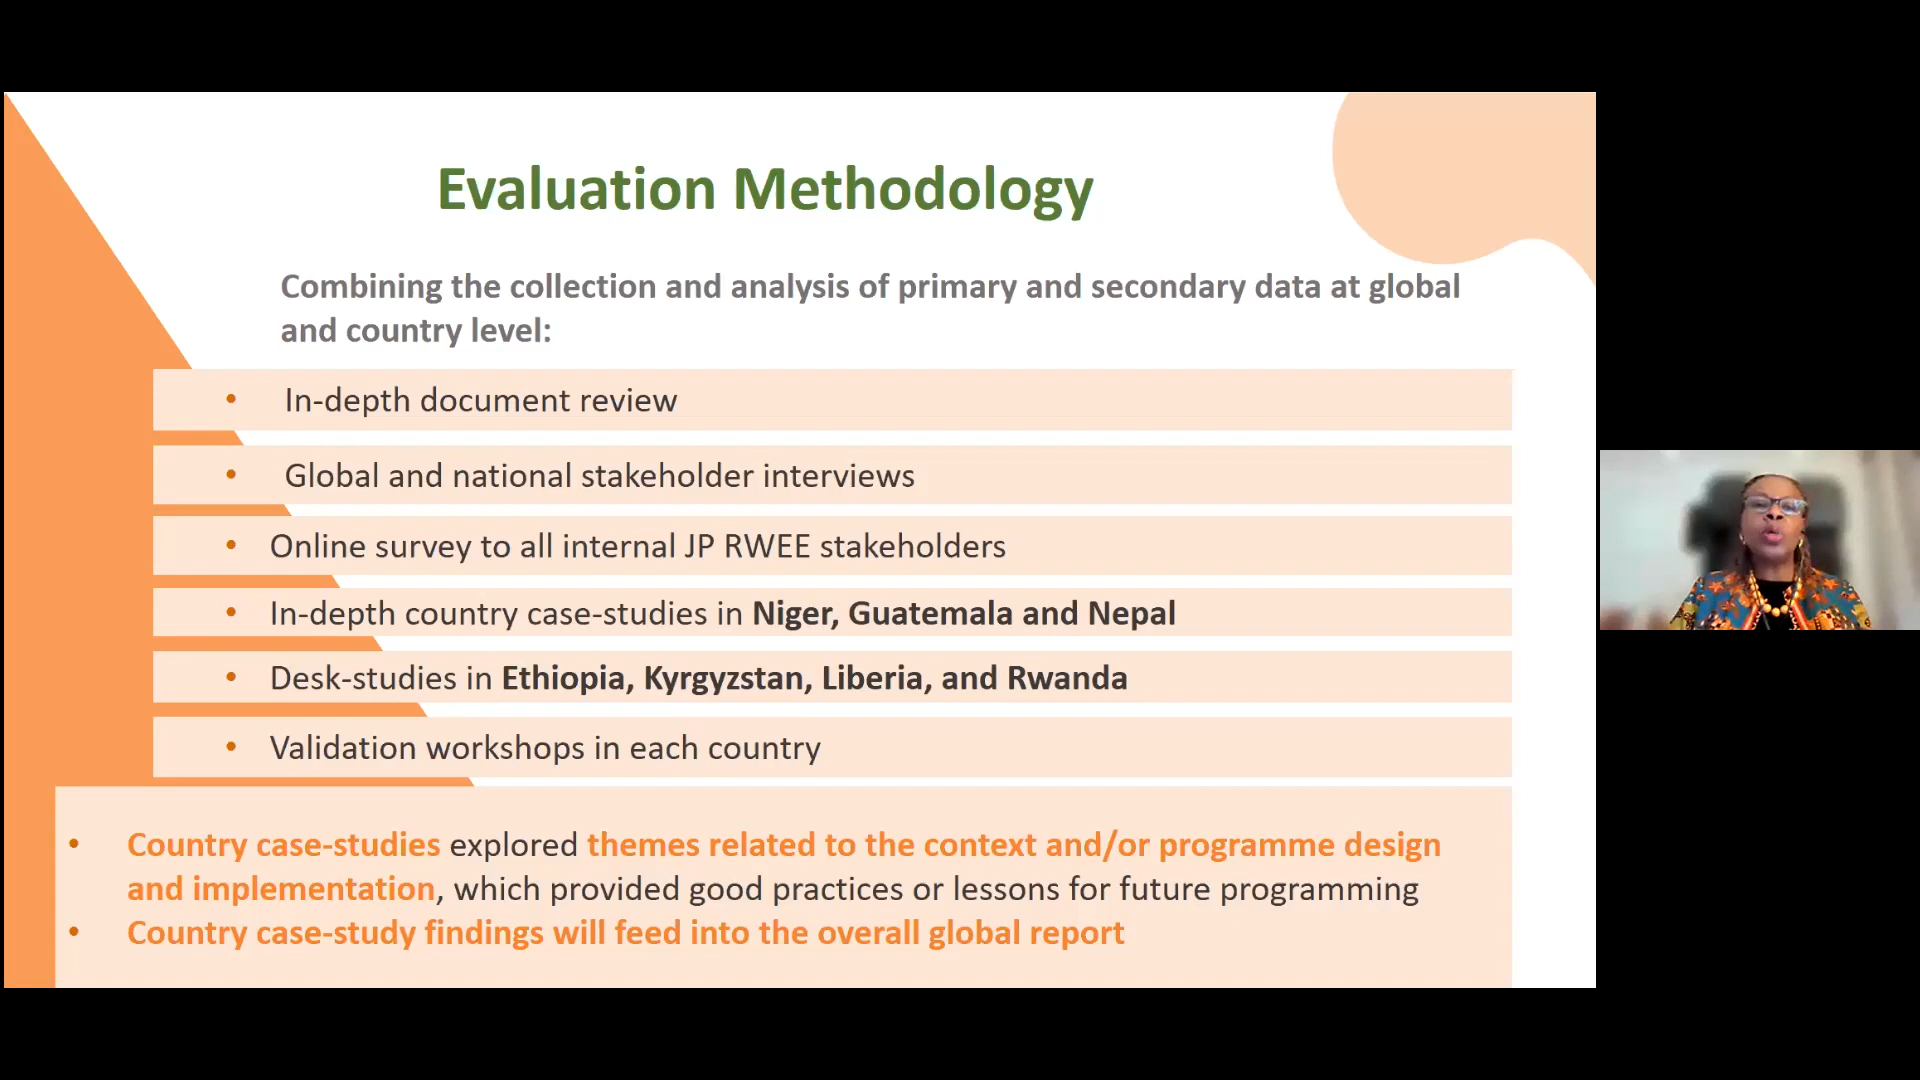 Evaluation Methodology
Combining the collection and analysis of primary and secondary data at global
and country level:
• In-depth document review
• Global and national stakeholder interviews
• Online survey to all internal JP RWEE stakeholders
• In-depth country case-studies in Niger, Guatemala and Nepal
• Desk-studies in Ethiopia, Kyrgyzstan, Liberia, and Rwanda
• Validation workshops in each country
• Country case-studies explored themes related to the context and/or programme design
and implementation, which provided good practices or lessons for future programming
• Country case-study findings will feed into the overall global report